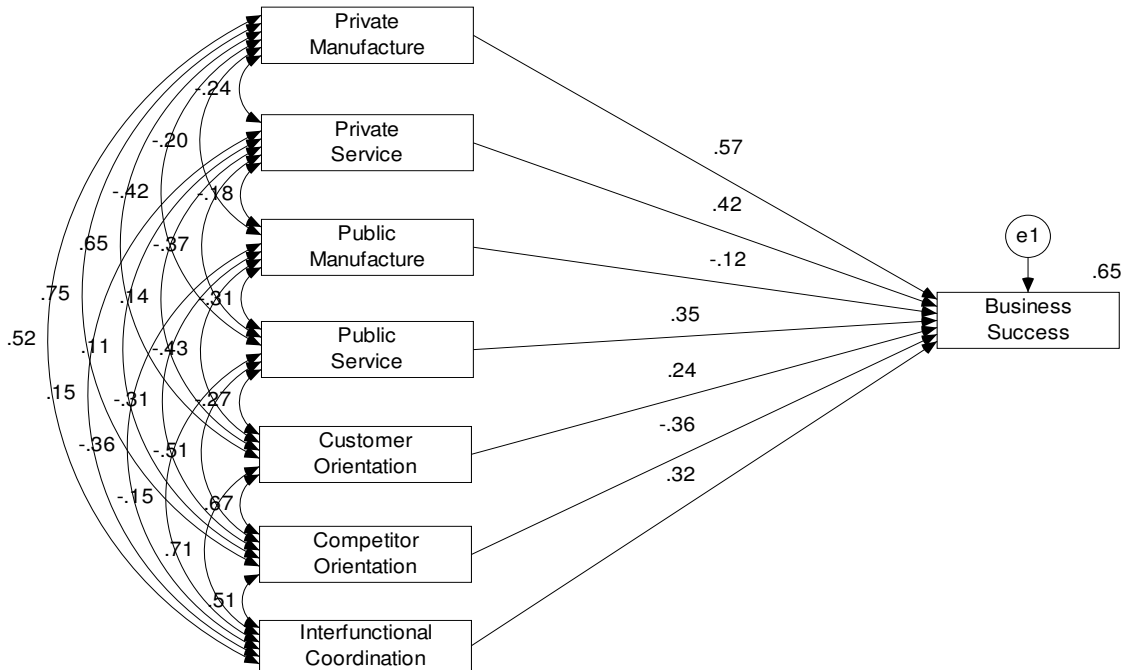 Private
Manufacture
-.24
Private
Service
.57
-.20
-.42
-.18
.42
Public
Manufacture
e1
.65
-.37
-.12
.65
.75
.14
-.31
Business
Success
.35
Public
Service
.52
.11
-.43
.24
.15
-.31
-.27
-.36
Customer
Orientation
-.36
-.51
.32
-.15
.67
Competitor
Orientation
.71
.51
Interfunctional
Coordination